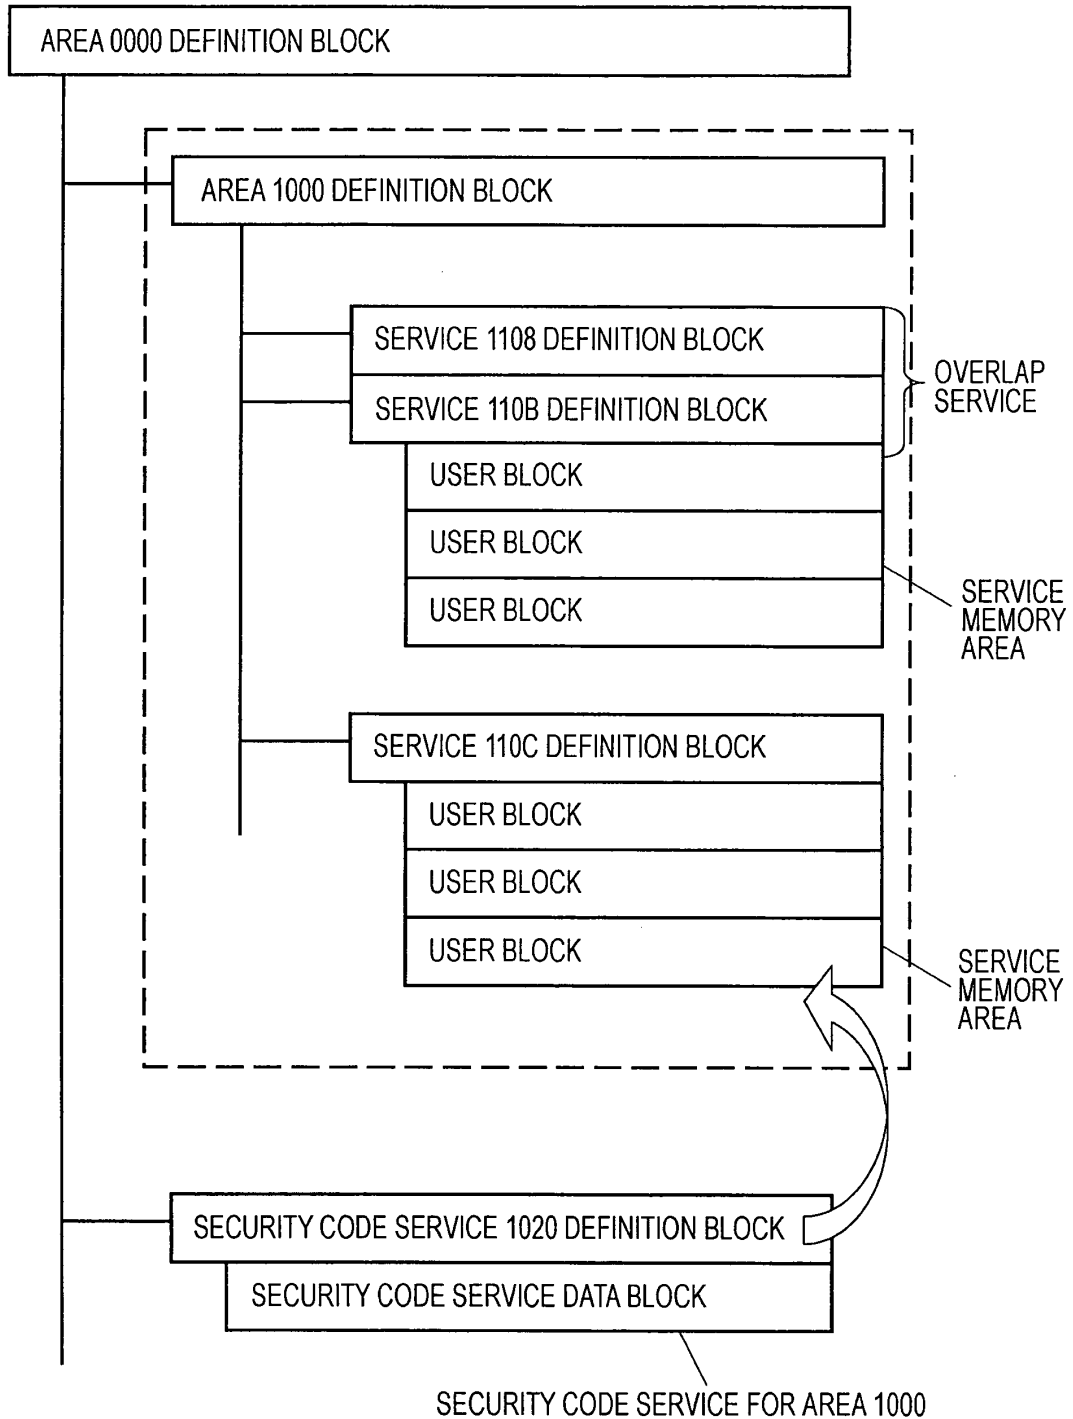 AREA 0000 DEFINITION BLOCK
AREA 1000 DEFINITION BLOCK
SERVICE 1108 DEFINITION BLOCK
SERVICE 110B DEFINITION BLOCK
OVERLAP
SERVICE
USER BLOCK
USER BLOCK
USER BLOCK
SERVICE
MEMORY
AREA
SERVICE 110C DEFINITION BLOCK
USER BLOCK
USER BLOCK
USER BLOCK
SERVICE
MEMORY
AREA
SECURITY CODE SERVICE 1020 DEFINITION BLOCK
SECURITY CODE SERVICE DATA BLOCK
SECURITY CODE SERVICE FOR AREA 1000